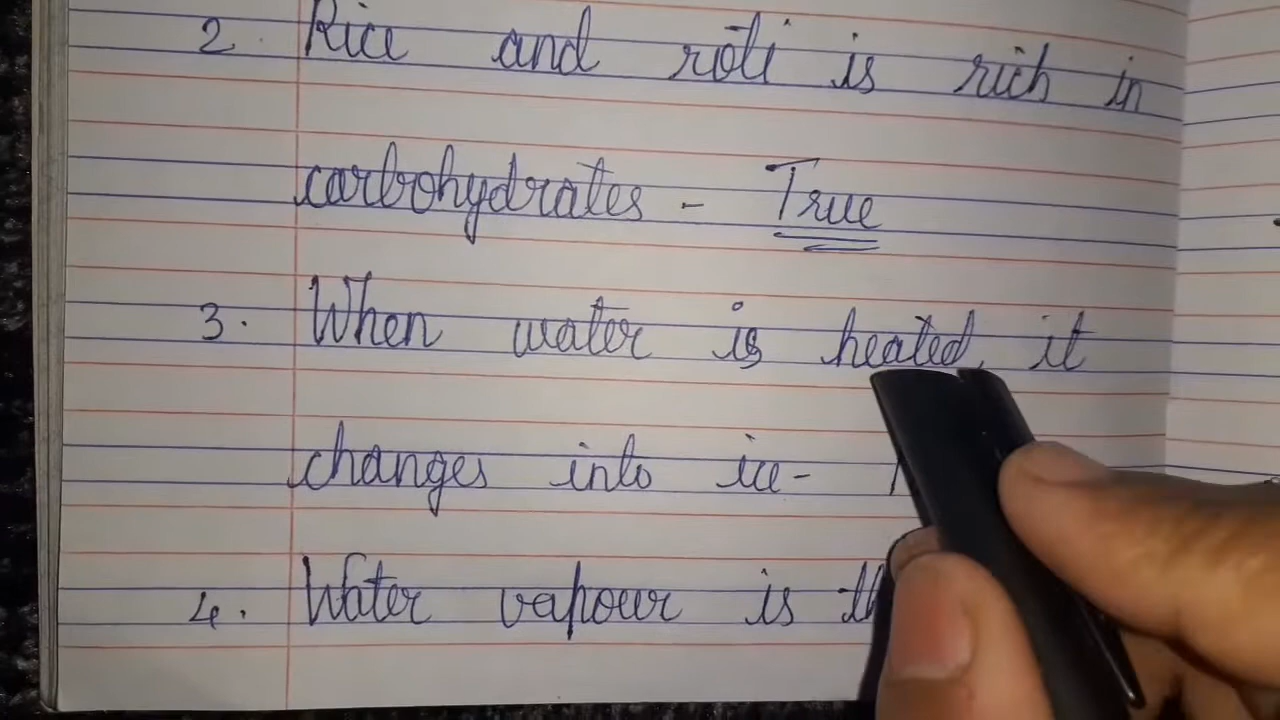 2. Rice and roti is rich in
carbohydrates - True
3. When water is heated, it
changes into ice -
4. Water vapour is